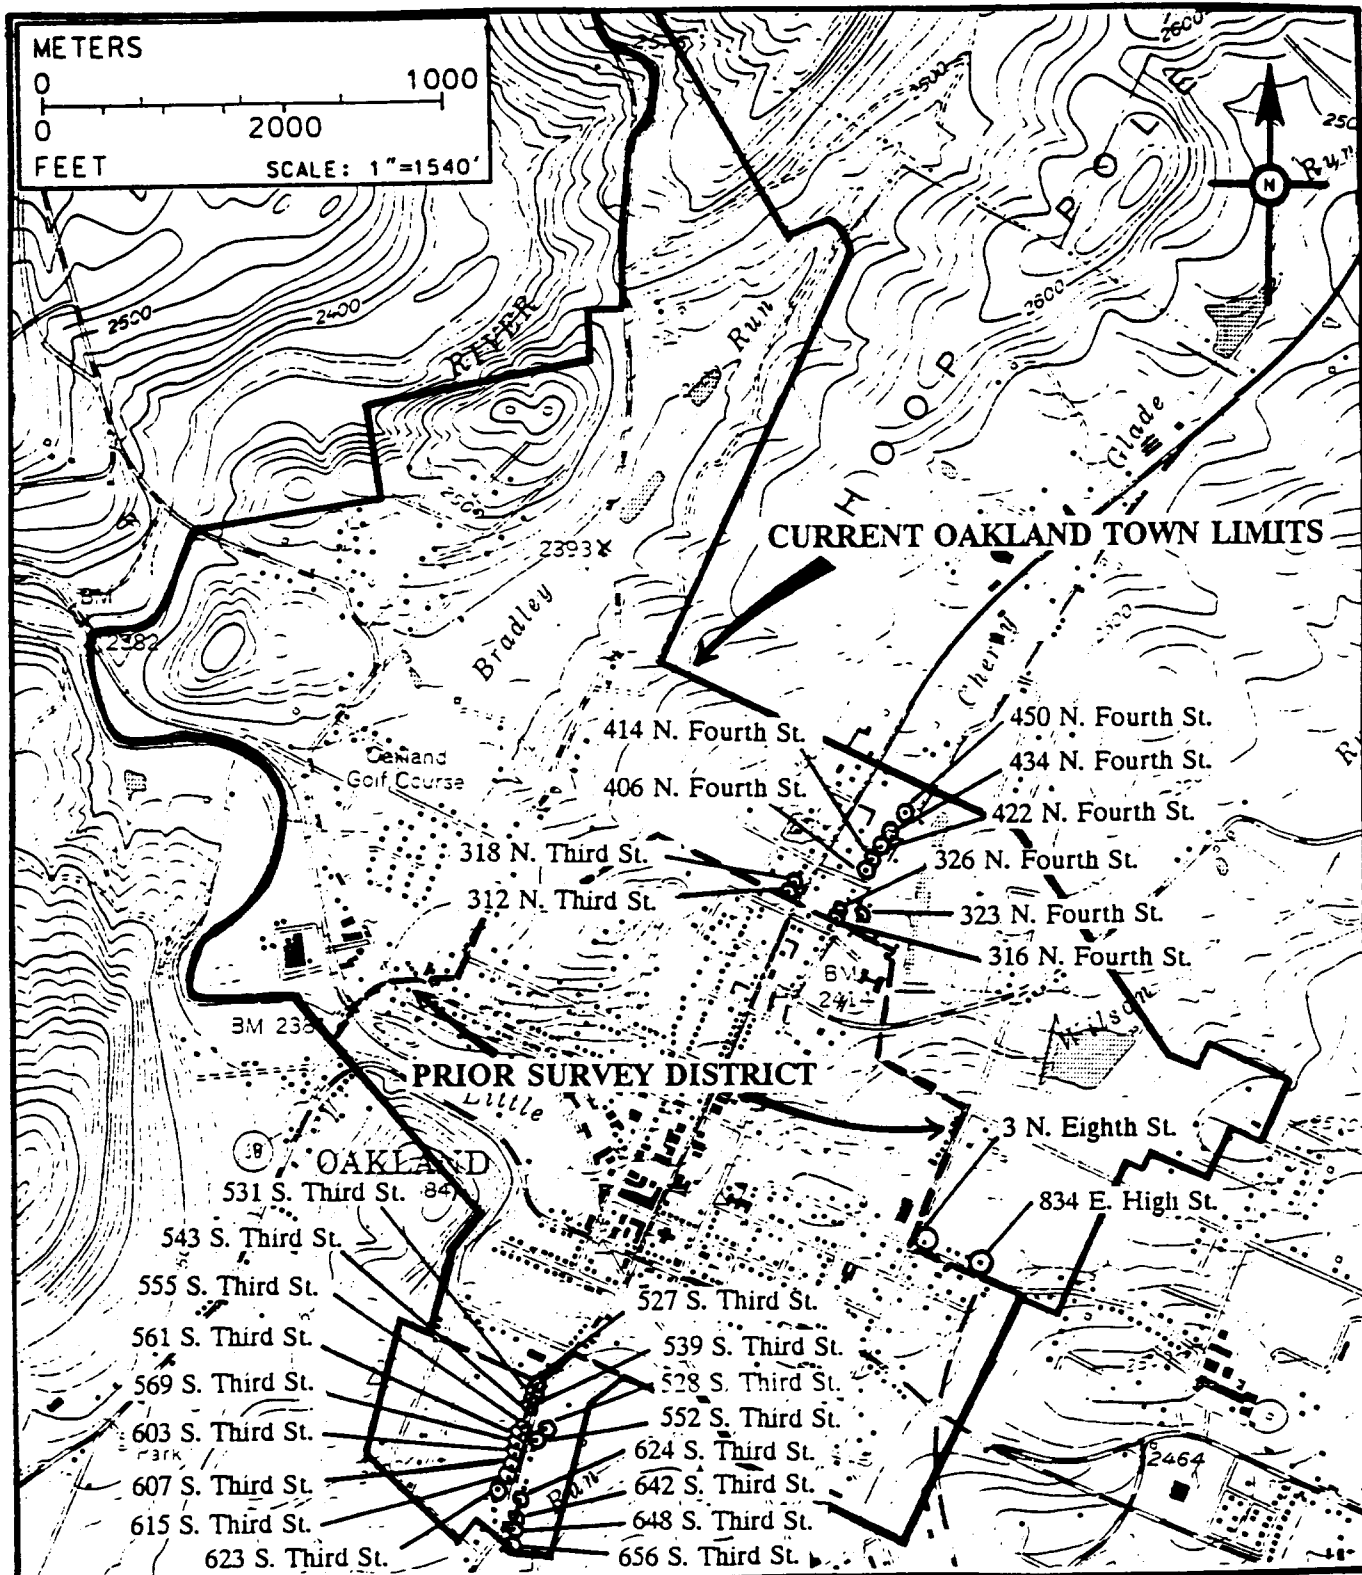 METERS
0 1000
0 2000
FEET SCALE: 1"=1540'
2600
2500
N
Run
2500
2400
RIVER
Run
2600
HOOP POLE
Glade
2500
2393
CURRENT OAKLAND TOWN LIMITS
BM
2382
Bradley
Cherry
414 N. Fourth St.
450 N. Fourth St.
434 N. Fourth St.
Oakland
Golf Course
406 N. Fourth St.
422 N. Fourth St.
318 N. Third St.
326 N. Fourth St.
312 N. Third St.
323 N. Fourth St.
316 N. Fourth St.
BM
241
BM 238
Wilson
PRIOR SURVEY DISTRICT
Little
3 N. Eighth St.
OAKLAND
531 S. Third St.
84
834 E. High St.
543 S. Third St.
555 S. Third St.
527 S. Third St.
561 S. Third St.
539 S. Third St.
569 S. Third St.
528 S. Third St.
603 S. Third St.
552 S. Third St.
Park
624 S. Third St.
2464
607 S. Third St.
642 S. Third St.
Run
615 S. Third St.
648 S. Third St.
623 S. Third St.
656 S. Third St.